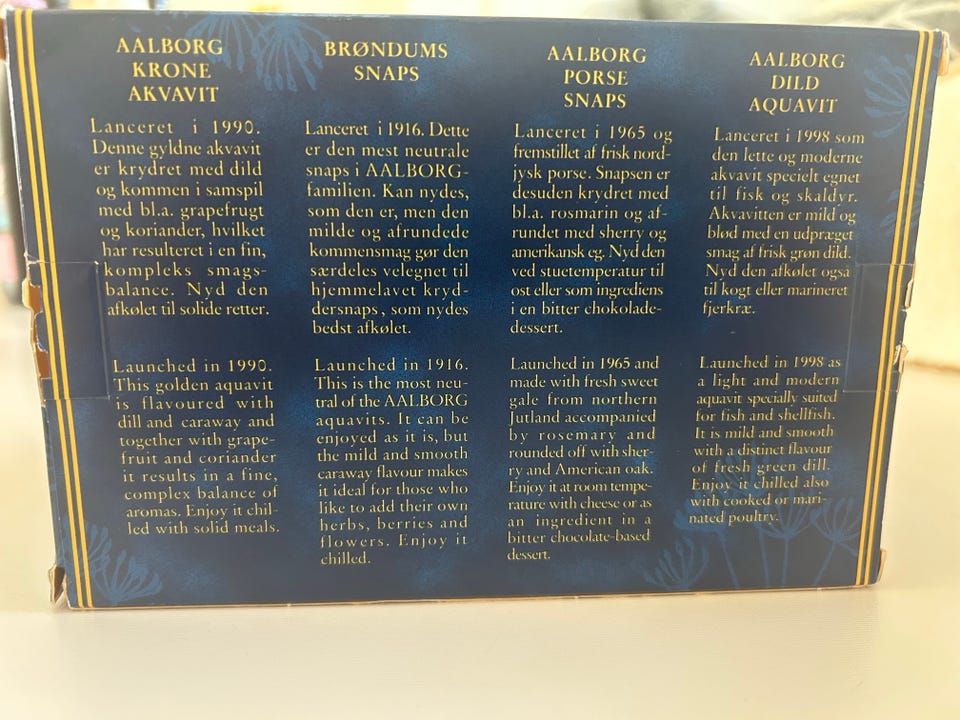 AALBORG
KRONE
AKVAVIT
Lanceret i 1990.
Denne gyldne akvavit
er krydret med dild
og kommen i samspil
med bl.a. grapefrugt
og koriander, hvilket
har resulteret i en fin,
kompleks smags-
balance. Nyd den
afkølet til solide retter.
Launched in 1990.
This golden aquavit
is flavoured with
dill and caraway and
together with grape-
fruit and coriander
it results in a fine,
complex balance of
aromas. Enjoy it chil-
led with solid meals.
BRØNDUMS
SNAPS
Lanceret i 1916. Dette
er den mest neutrale
snaps i AALBORG-
familien. Kan nydes,
som den er, men den
milde og afrundede
kommensmag gør den
særdeles velegnet til
hjemmelavet kryd-
dersnaps, som nydes
bedst afkølet.
Launched in 1916.
This is the most neu-
tral of the AALBORG
aquavits. It can be
enjoyed as it is, but
the mild and smooth
caraway flavour makes
it ideal for those who
like to add their own
herbs, berries and
flowers. Enjoy it
chilled.
AALBORG
PORSE
SNAPS
Lanceret i 1965 og
fremstillet af frisk nord-
jysk porse. Snapsen er
desuden krydret med
bl.a. rosmarin og af-
rundet med sherry og
amerikansk eg. Nyd den
ved stuetemperatur til
ost eller som ingrediens
i en bitter chokolade-
dessert.
Launched in 1965 and
made with fresh sweet
gale from northern
Jutland accompanied
by rosemary and
rounded off with sher-
ry and American oak.
Enjoy it at room tempe-
rature with cheese or as
an ingredient in a
bitter chocolate-based
dessert.
AALBORG
DILD
AQUAVIT
Lanceret i 1998 som
den lette og moderne
akvavit specielt egnet
til fisk og skaldyr.
Akvavitten er mild og
blød med en udpræget
smag af frisk grøn dild.
Nyd den afkølet også
til kogt eller marineret
fjerkræ.
Launched in 1998 as
a light and modern
aquavit specially suited
for fish and shellfish.
It is mild and smooth
with a distinct flavour
of fresh green dill.
Enjoy it chilled also
with cooked or mari-
nated poultry.